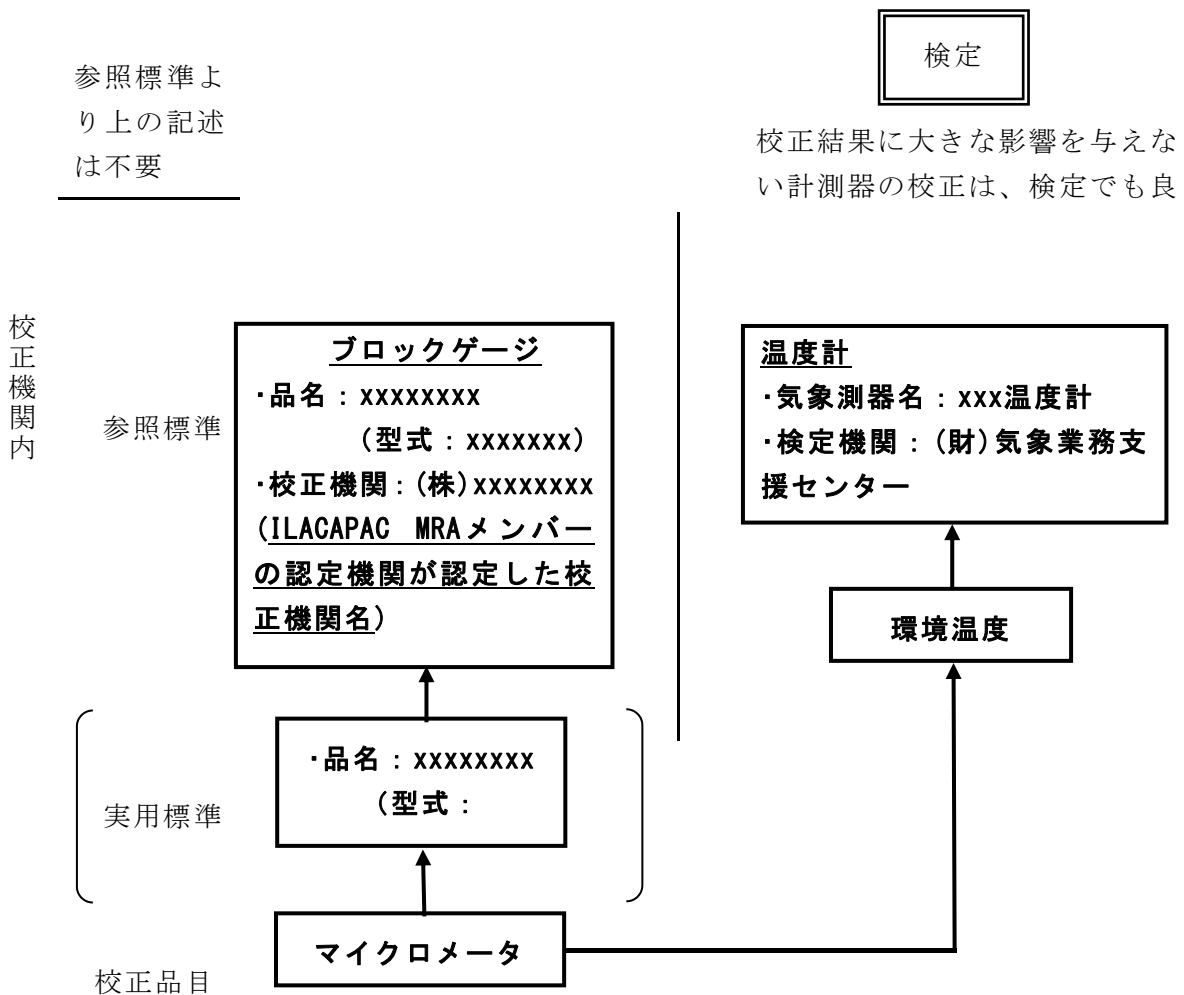 参照標準よ
り上の記述
は不要
検定
校正結果に大きな影響を与えな
い計測器の校正は、検定でも良
校正機関内
参照標準
ブロックゲージ
・品名：xxxxxxxx
（型式：xxxxxxx）
・校正機関：(株)xxxxxxxx
(ILACAPAC MRAメンバー
の認定機関が認定した校
正機関名)
温度計
・気象測器名：xxx温度計
・検定機関：(財)気象業務支
援センター
環境温度
実用標準
・品名：xxxxxxxx
（型式：
マイクロメータ
校正品目